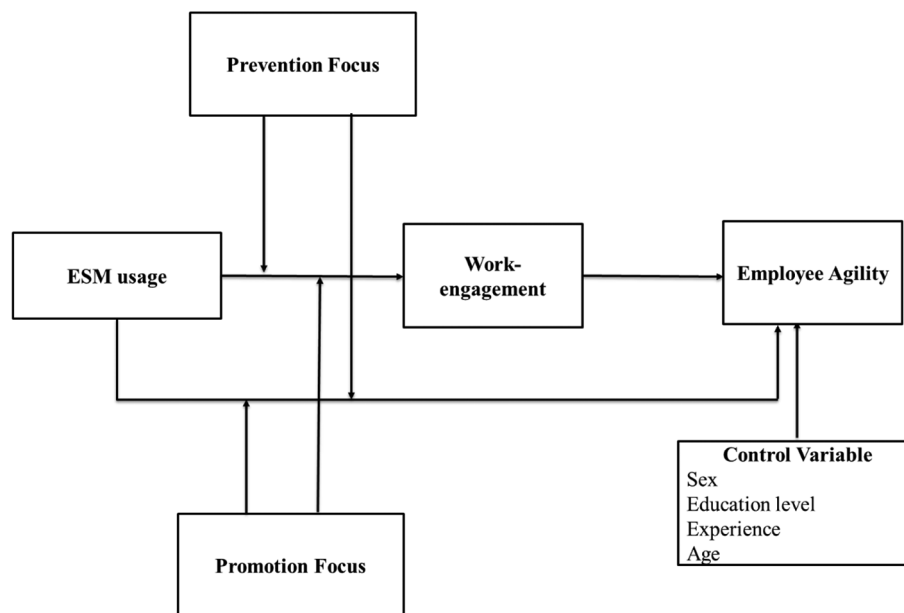 Prevention Focus
ESM usage
Work-
engagement
Employee Agility
Control Variable
Sex
Education level
Experience
Age
Promotion Focus